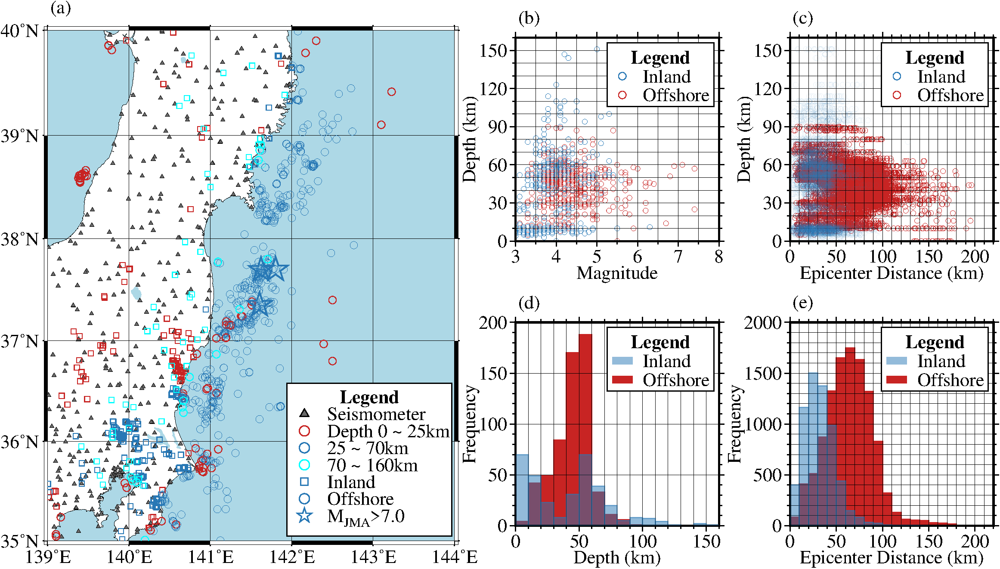 (a)
40°N
39°N
38°N
37°N
36°N
35°N
139°E 140°E 141°E 142°E 143°E 144°E
Legend
Seismometer
Depth 0 ~ 25km
25 ~ 70km
70 ~ 160km
Inland
Offshore
MJMA>7.0
(b)
Depth (km)
150
120
90
60
30
0
3 4 5 6 7 8
Magnitude
Legend
Inland
Offshore
(c)
Depth (km)
150
120
90
60
30
0
0 50 100 150 200
Epicenter Distance (km)
Legend
Inland
Offshore
(d)
Frequency
200
150
100
50
0
0 50 100 150
Depth (km)
Legend
Inland
Offshore
(e)
Frequency
2000
1500
1000
500
0
0 50 100 150 200
Epicenter Distance (km)
Legend
Inland
Offshore